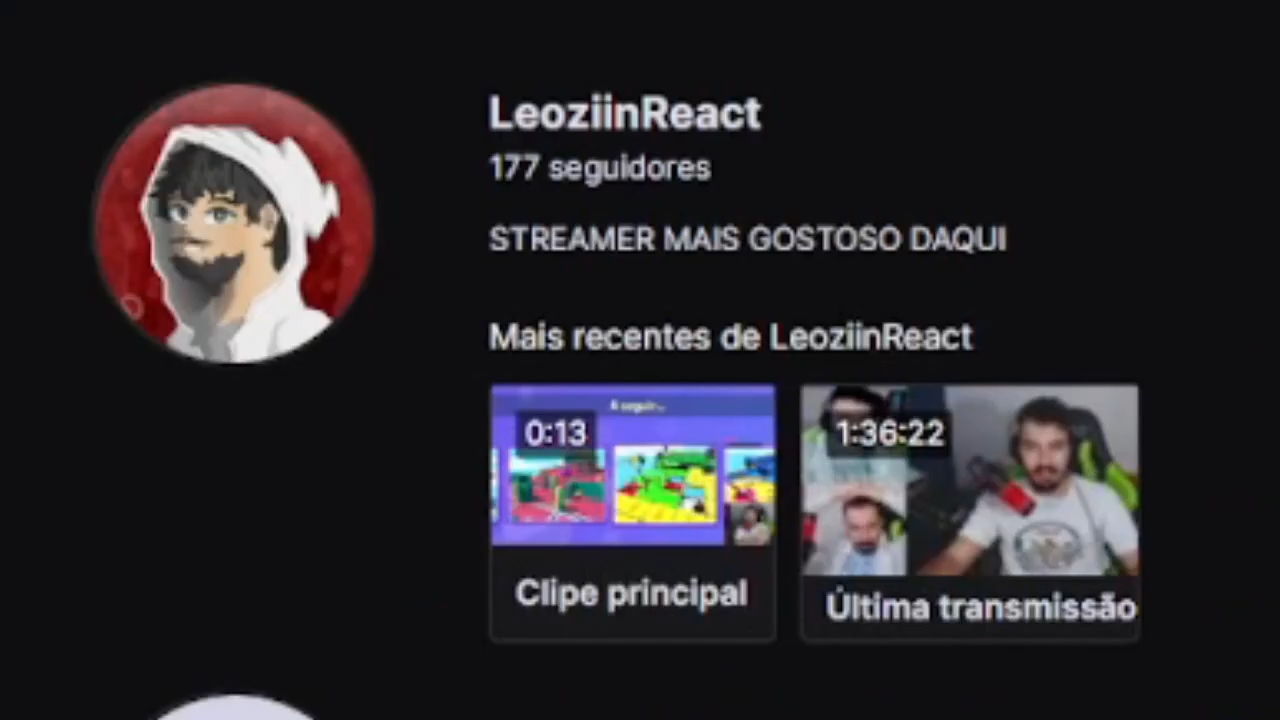 LeoziinReact
177 seguidores
STREAMER MAIS GOSTOSO DAQUI
Mais recentes de LeoziinReact
A seguir...
0:13
1:36:22
Clipe principal
Última transmissão